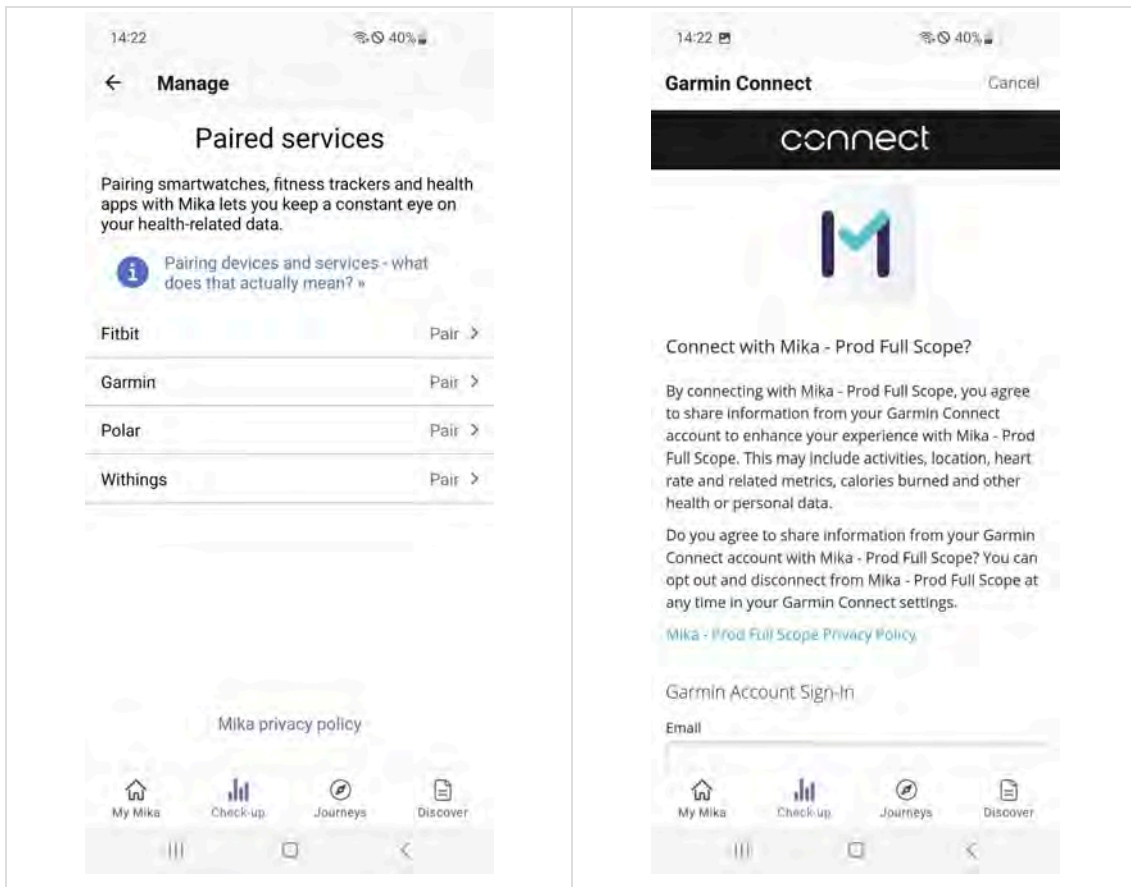 14:22
40%
Manage
Paired services
Pairing smartwatches, fitness trackers and health
apps with Mika lets you keep a constant eye on
your health-related data.
Pairing devices and services - what
does that actually mean? »
Fitbit Pair >
Garmin Pair >
Polar Pair >
Withings Pair >
Mika privacy policy
My Mika Check-up Journeys Discover
14:22
40%
Garmin Connect Cancel
connect
Connect with Mika - Prod Full Scope?
By connecting with Mika - Prod Full Scope, you agree
to share information from your Garmin Connect
account to enhance your experience with Mika - Prod
Full Scope. This may include activities, location, heart
rate and related metrics, calories burned and other
health or personal data.
Do you agree to share information from your Garmin
Connect account with Mika - Prod Full Scope? You can
opt out and disconnect from Mika - Prod Full Scope at
any time in your Garmin Connect settings.
Mika - Prod Full Scope Privacy Policy
Garmin Account Sign-In
Email
My Mika Check-up Journeys Discover